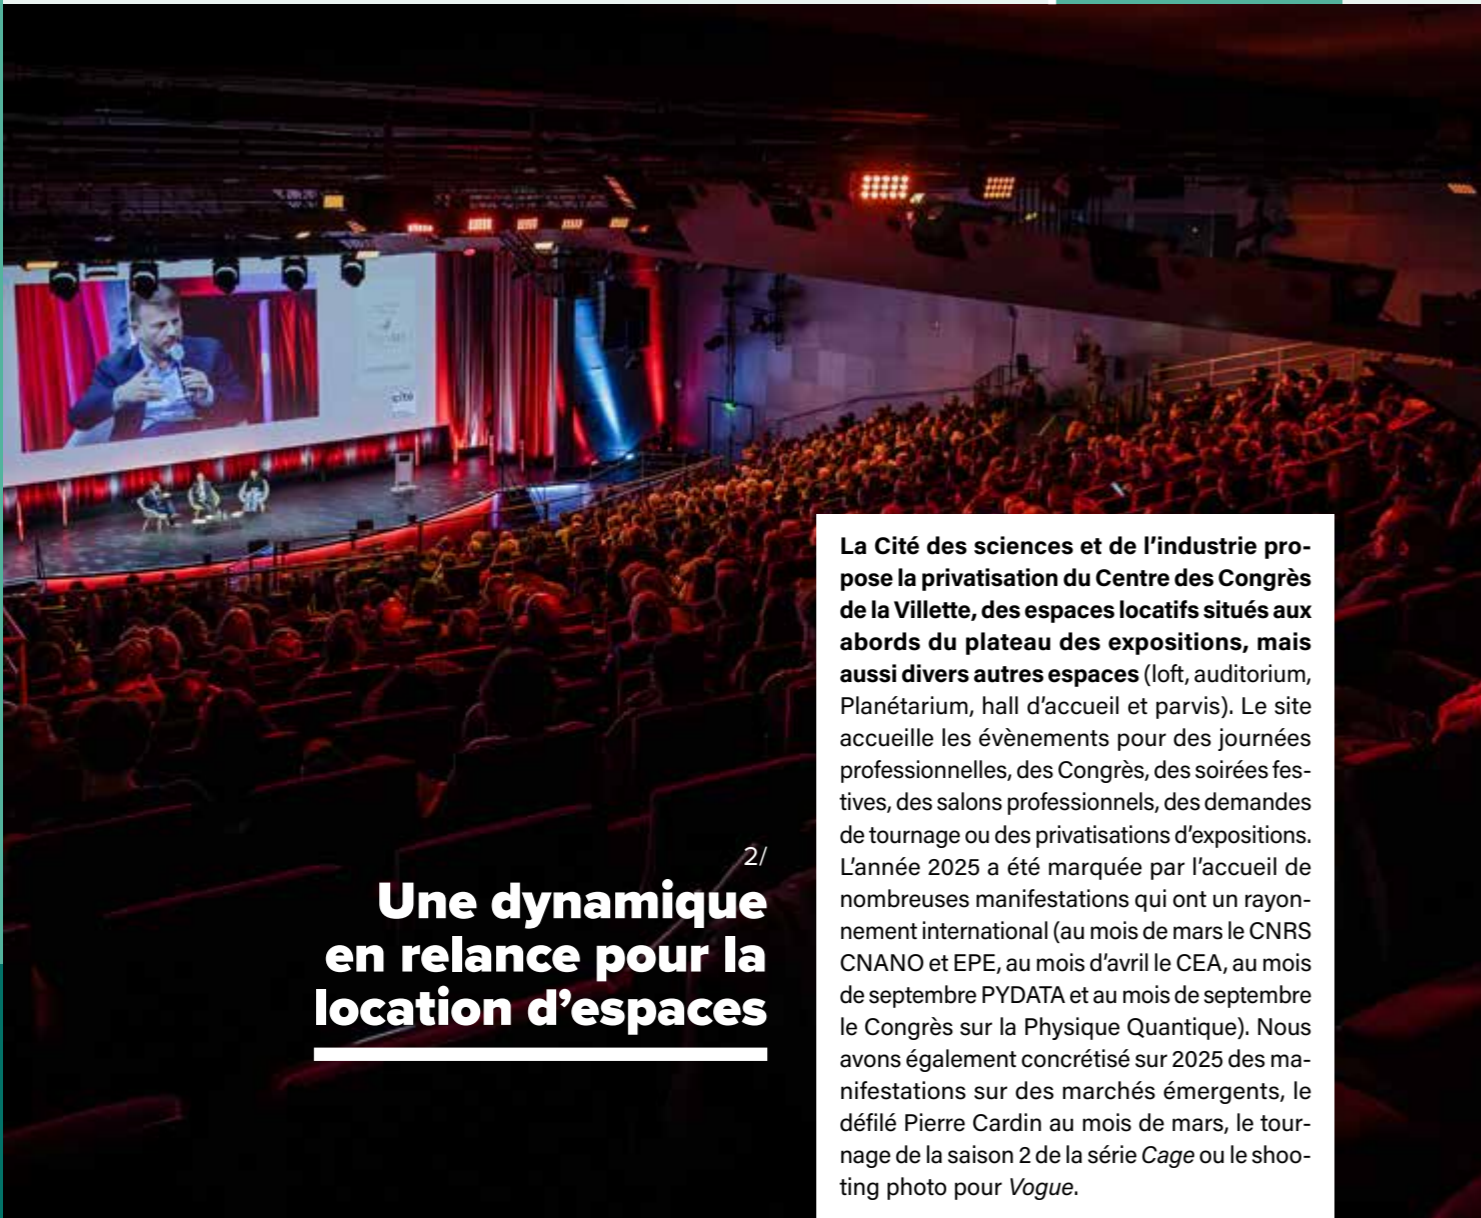 2/
Une dynamique
en relance pour la
location d’espaces
La Cité des sciences et de l’industrie pro-
pose la privatisation du Centre des Congrès
de la Villette, des espaces locatifs situés aux
abords du plateau des expositions, mais
aussi divers autres espaces (loft, auditorium,
Planétarium, hall d’accueil et parvis). Le site
accueille les évènements pour des journées
professionnelles, des Congrès, des soirées fes-
tives, des salons professionnels, des demandes
de tournage ou des privatisations d’expositions.
L’année 2025 a été marquée par l’accueil de
nombreuses manifestations qui ont un rayon-
nement international (au mois de mars le CNRS
CNANO et EPE, au mois d’avril le CEA, au mois
de septembre PYDATA et au mois de septembre
le Congrès sur la Physique Quantique). Nous
avons également concrétisé sur 2025 des ma-
nifestations sur des marchés émergents, le
défilé Pierre Cardin au mois de mars, le tour-
nage de la saison 2 de la série Cage ou le shoo-
ting photo pour Vogue.